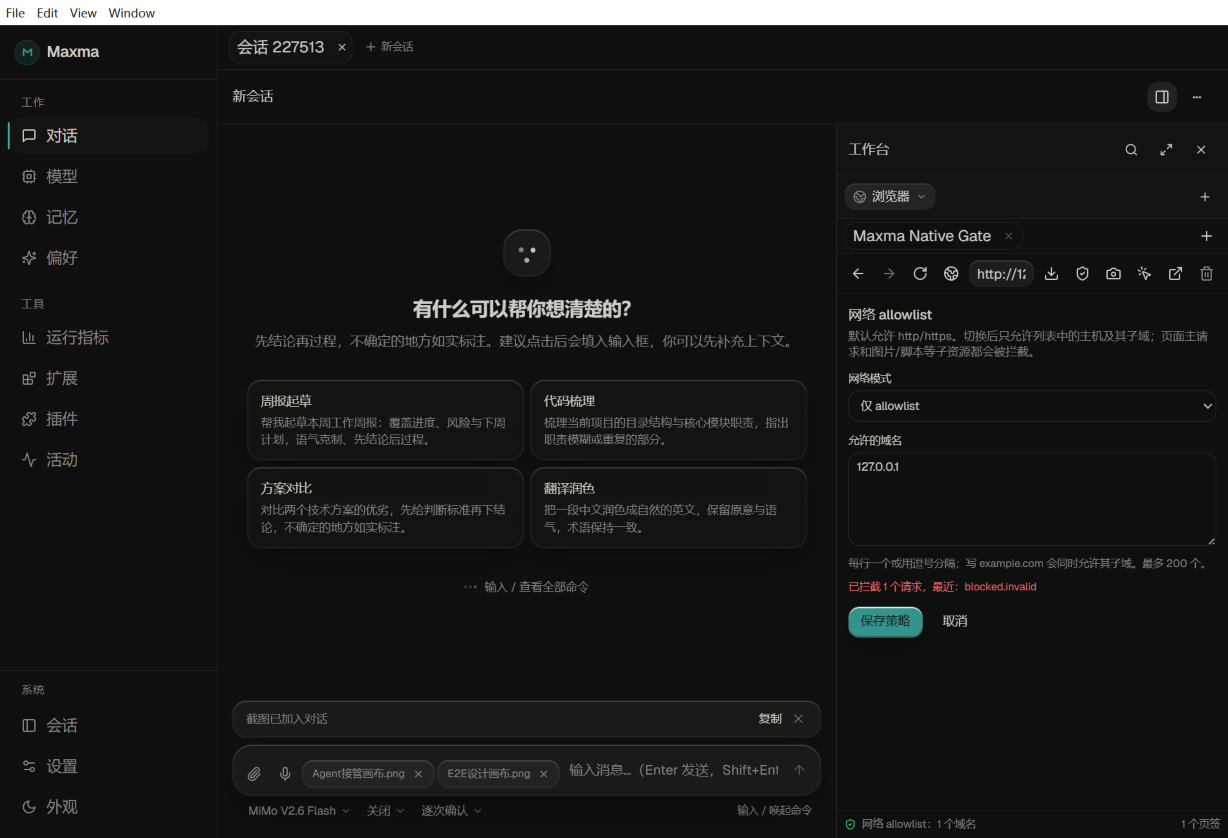 File Edit View Window
Maxma
工作
对话
模型
记忆
偏好
工具
运行指标
扩展
插件
活动
系统
会话
设置
外观
会话 227513
新会话
新会话
有什么可以帮你想清楚的？
先结论再过程，不确定的地方如实标注。建议点击后会填入输入框，你可以先补充上下文。
周报起草
帮我起草本周工作周报：覆盖进度、风险与下周
计划，语气克制、先结论后过程。
代码梳理
梳理当前项目的目录结构与核心模块职责，指出
职责模糊或重复的部分。
方案对比
对比两个技术方案的优劣，先给判断标准再下结
论，不确定的地方如实标注。
翻译润色
把一段中文润色成自然的英文，保留原意与语
气，术语保持一致。
输入 / 查看全部命令
截图已加入对话
复制
Agent接管画布.png
E2E设计画布.png
输入消息...（Enter 发送，Shift+Ent
MiMo V2.6 Flash
关闭
逐次确认
输入 / 唤起命令
工作台
浏览器
Maxma Native Gate
http://12
网络 allowlist
默认允许 http/https。切换后只允许列表中的主机及其子域；页面主请
求和图片/脚本等子资源都会被拦截。
网络模式
仅 allowlist
允许的域名
127.0.0.1
每行一个或用逗号分隔；写 example.com 会同时允许其子域。最多 200 个。
已拦截 1 个请求，最近：blocked.invalid
保存策略
取消
网络 allowlist：1 个域名
1 个页签